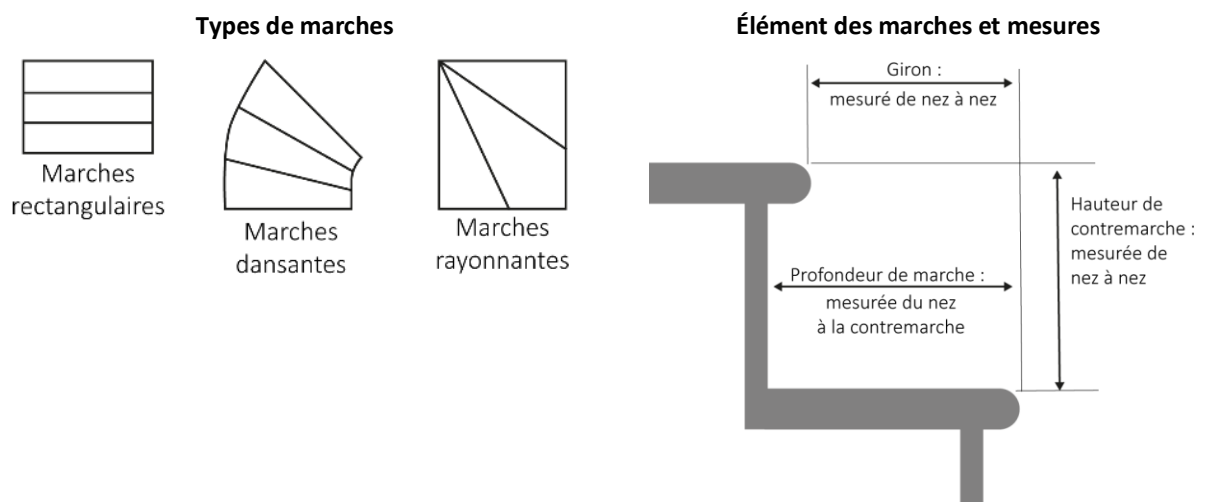 Types de marches
Marches
rectangulaires
Marches
dansantes
Marches
rayonnantes
Élément des marches et mesures
Giron :
mesuré de nez à nez
Hauteur de
contremarche :
mesurée de
nez à nez
Profondeur de marche :
mesurée du nez
à la contremarche